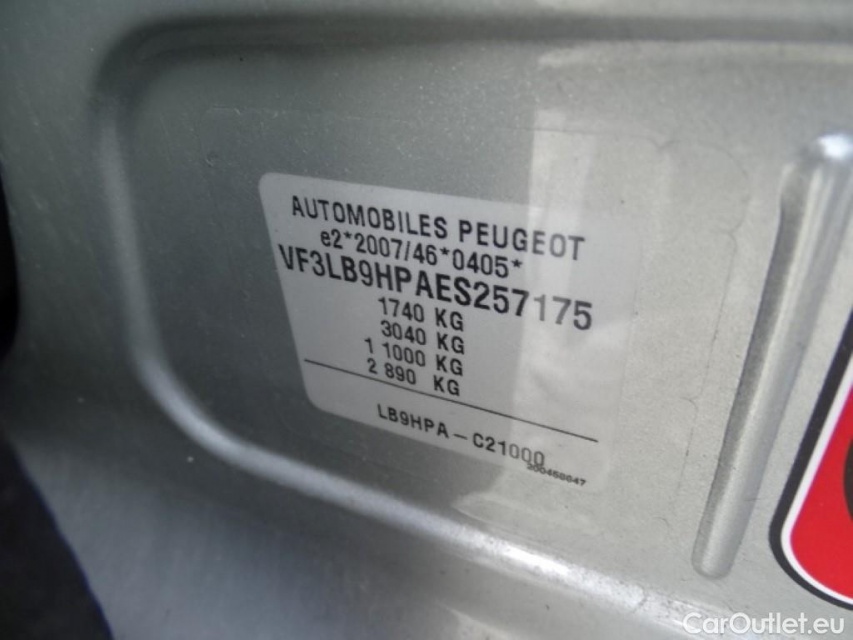 AUTOMOBILES PEUGEOT
e2*2007/46*0405*
VF3LB9HPAES257175
1740 KG
3040 KG
1 1000 KG
2 890 KG
LB9HPA-C21000
300468647
CarOutlet.eu